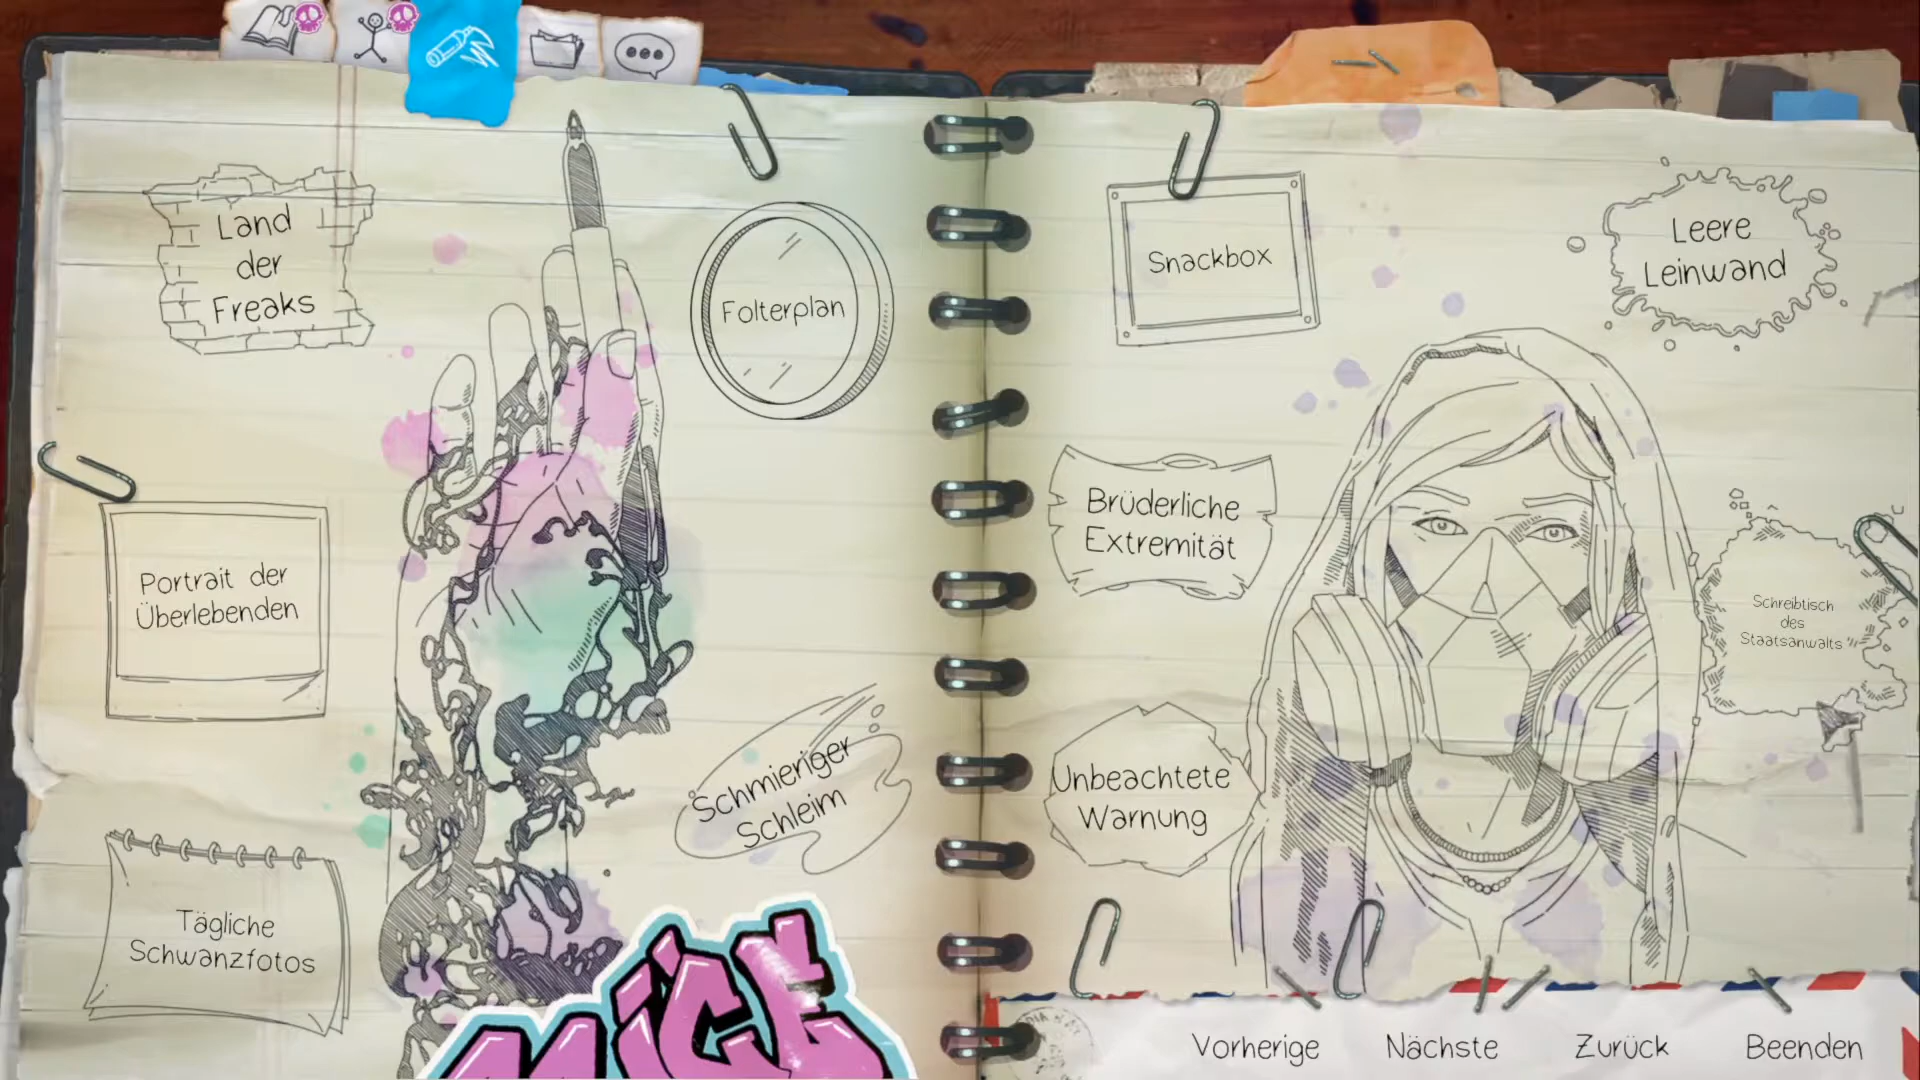 Land
der
Freaks
Folterplan
Portrait der
Überlebenden
Schmieriger
Schleim
Tägliche
Schwanzfotos
MiCE
Snackbox
Leere
Leinwand
Brüderliche
Extremität
Schreibtisch
des
Staatsanwalts
Unbeachtete
Warnung
Vorherige
Nächste
Zurück
Beenden